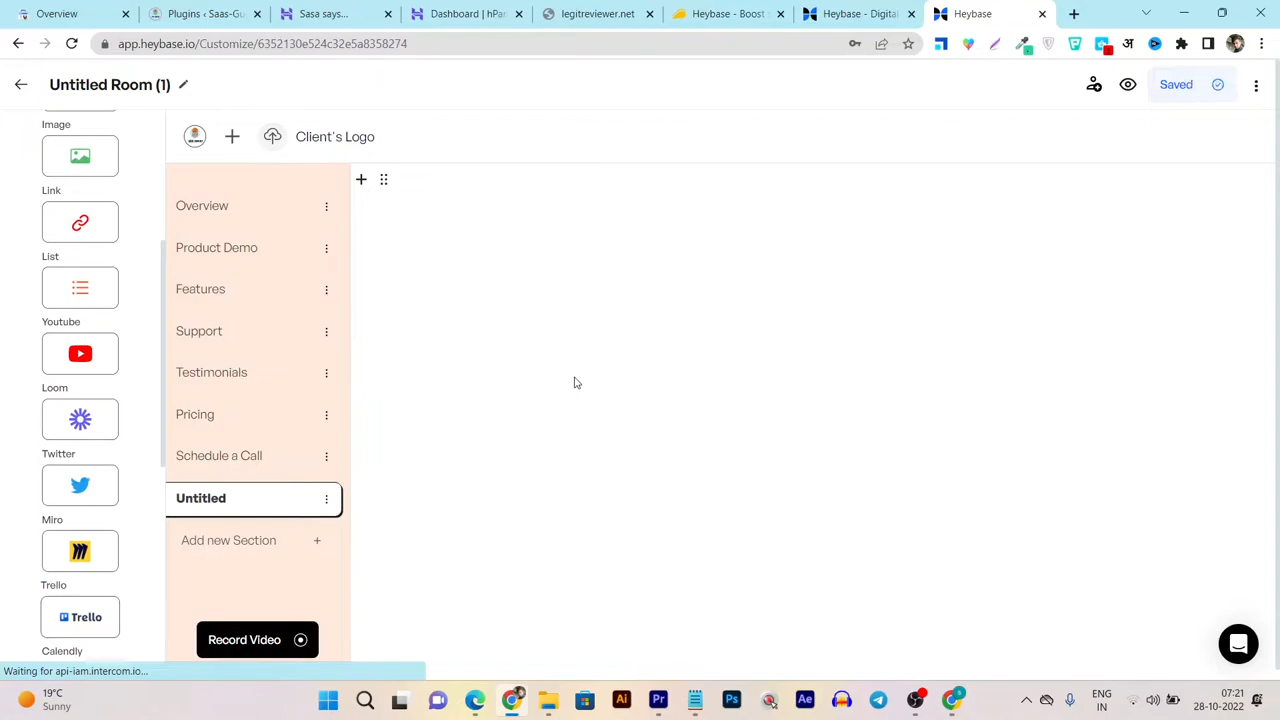 Overview
Plugins ‹ Saas-Gu
Sasa says...
Dashboard | hPar
legitreviewer.net
Heybase - Boost
Heybase - Digital
Heybase
app.heybase.io/Customize/63f2130e524c32e5a8358274
Untitled Room (1)
Saved
Client's Logo
Image
Link
List
Youtube
Loom
Twitter
Miro
Trello
Trello
Calendly
Overview
Product Demo
Features
Support
Testimonials
Pricing
Schedule a Call
Untitled
Add new Section
Record Video
Waiting for api-iam.intercom.io...
19°C
Sunny
ENG
IN
07:21
28-10-2022